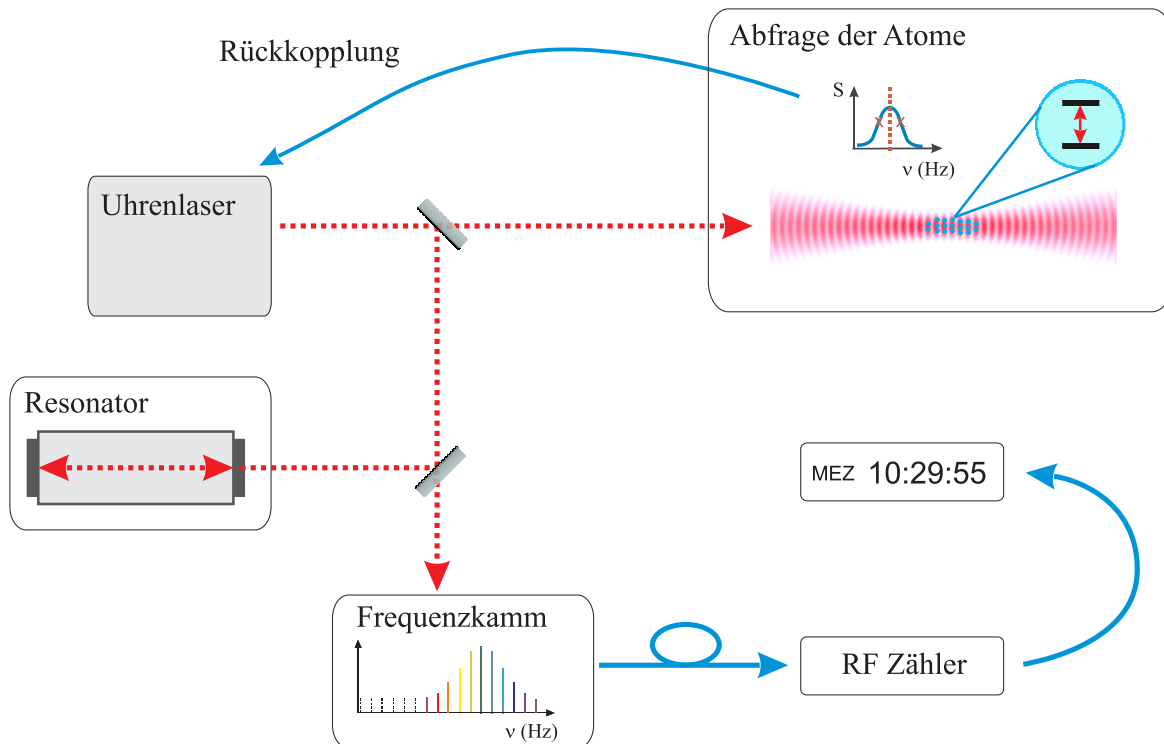 Rückkopplung
Abfrage der Atome
S
ν (Hz)
Uhrenlaser
Resonator
MEZ 10:29:55
Frequenzkamm
ν (Hz)
RF Zähler